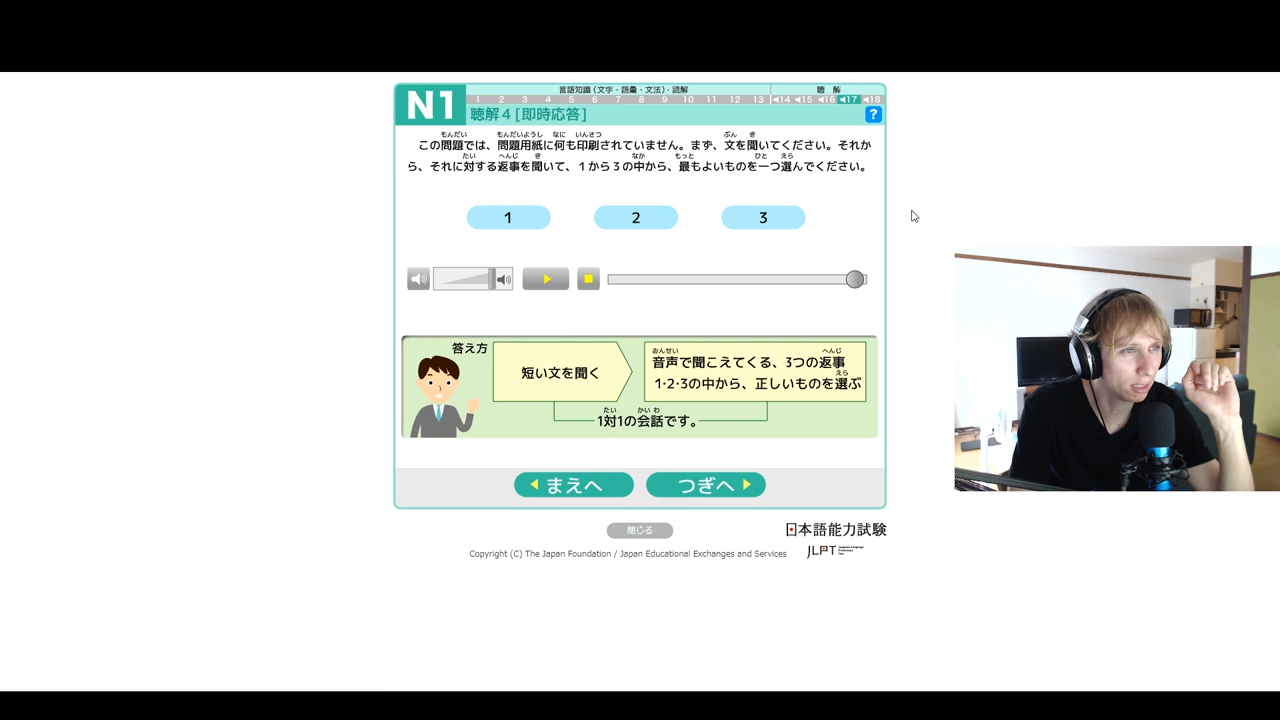 N1
言語知識(文字・語彙・文法)・読解
聴 解
1 2 3 4 5 6 7 8 9 10 11 12 13 14 15 16 17 18
聴解4[即時応答]
?
この問題では、問題用紙に何も印刷されていません。まず、文を聞いてください。それか
ら、それに対する返事を聞いて、1から3の中から、最もよいものを一つ選んでください。
1 2 3
答え方
短い文を聞く
音声で聞こえてくる、3つの返事
1·2·3の中から、正しいものを選ぶ
1対1の会話です。
まえへ
つぎへ
閉じる
日本語能力試験
Copyright (C) The Japan Foundation / Japan Educational Exchanges and Services
JLPT